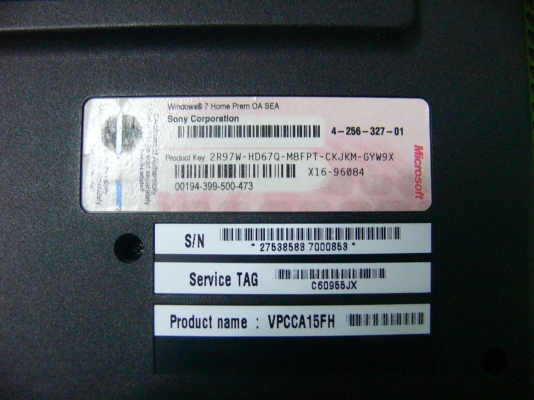 Windows® 7 Home Prem OA SEA
Sony Corporation
4-256-327-01
Product Key: 2R97W-HD67Q-M8FPT-CKJKM-GYW9X
X16-96084
00194-399-500-473
Microsoft
S/N
* 27538583 7000853 *
Service TAG
C60955JX
Product name : VPCCA15FH